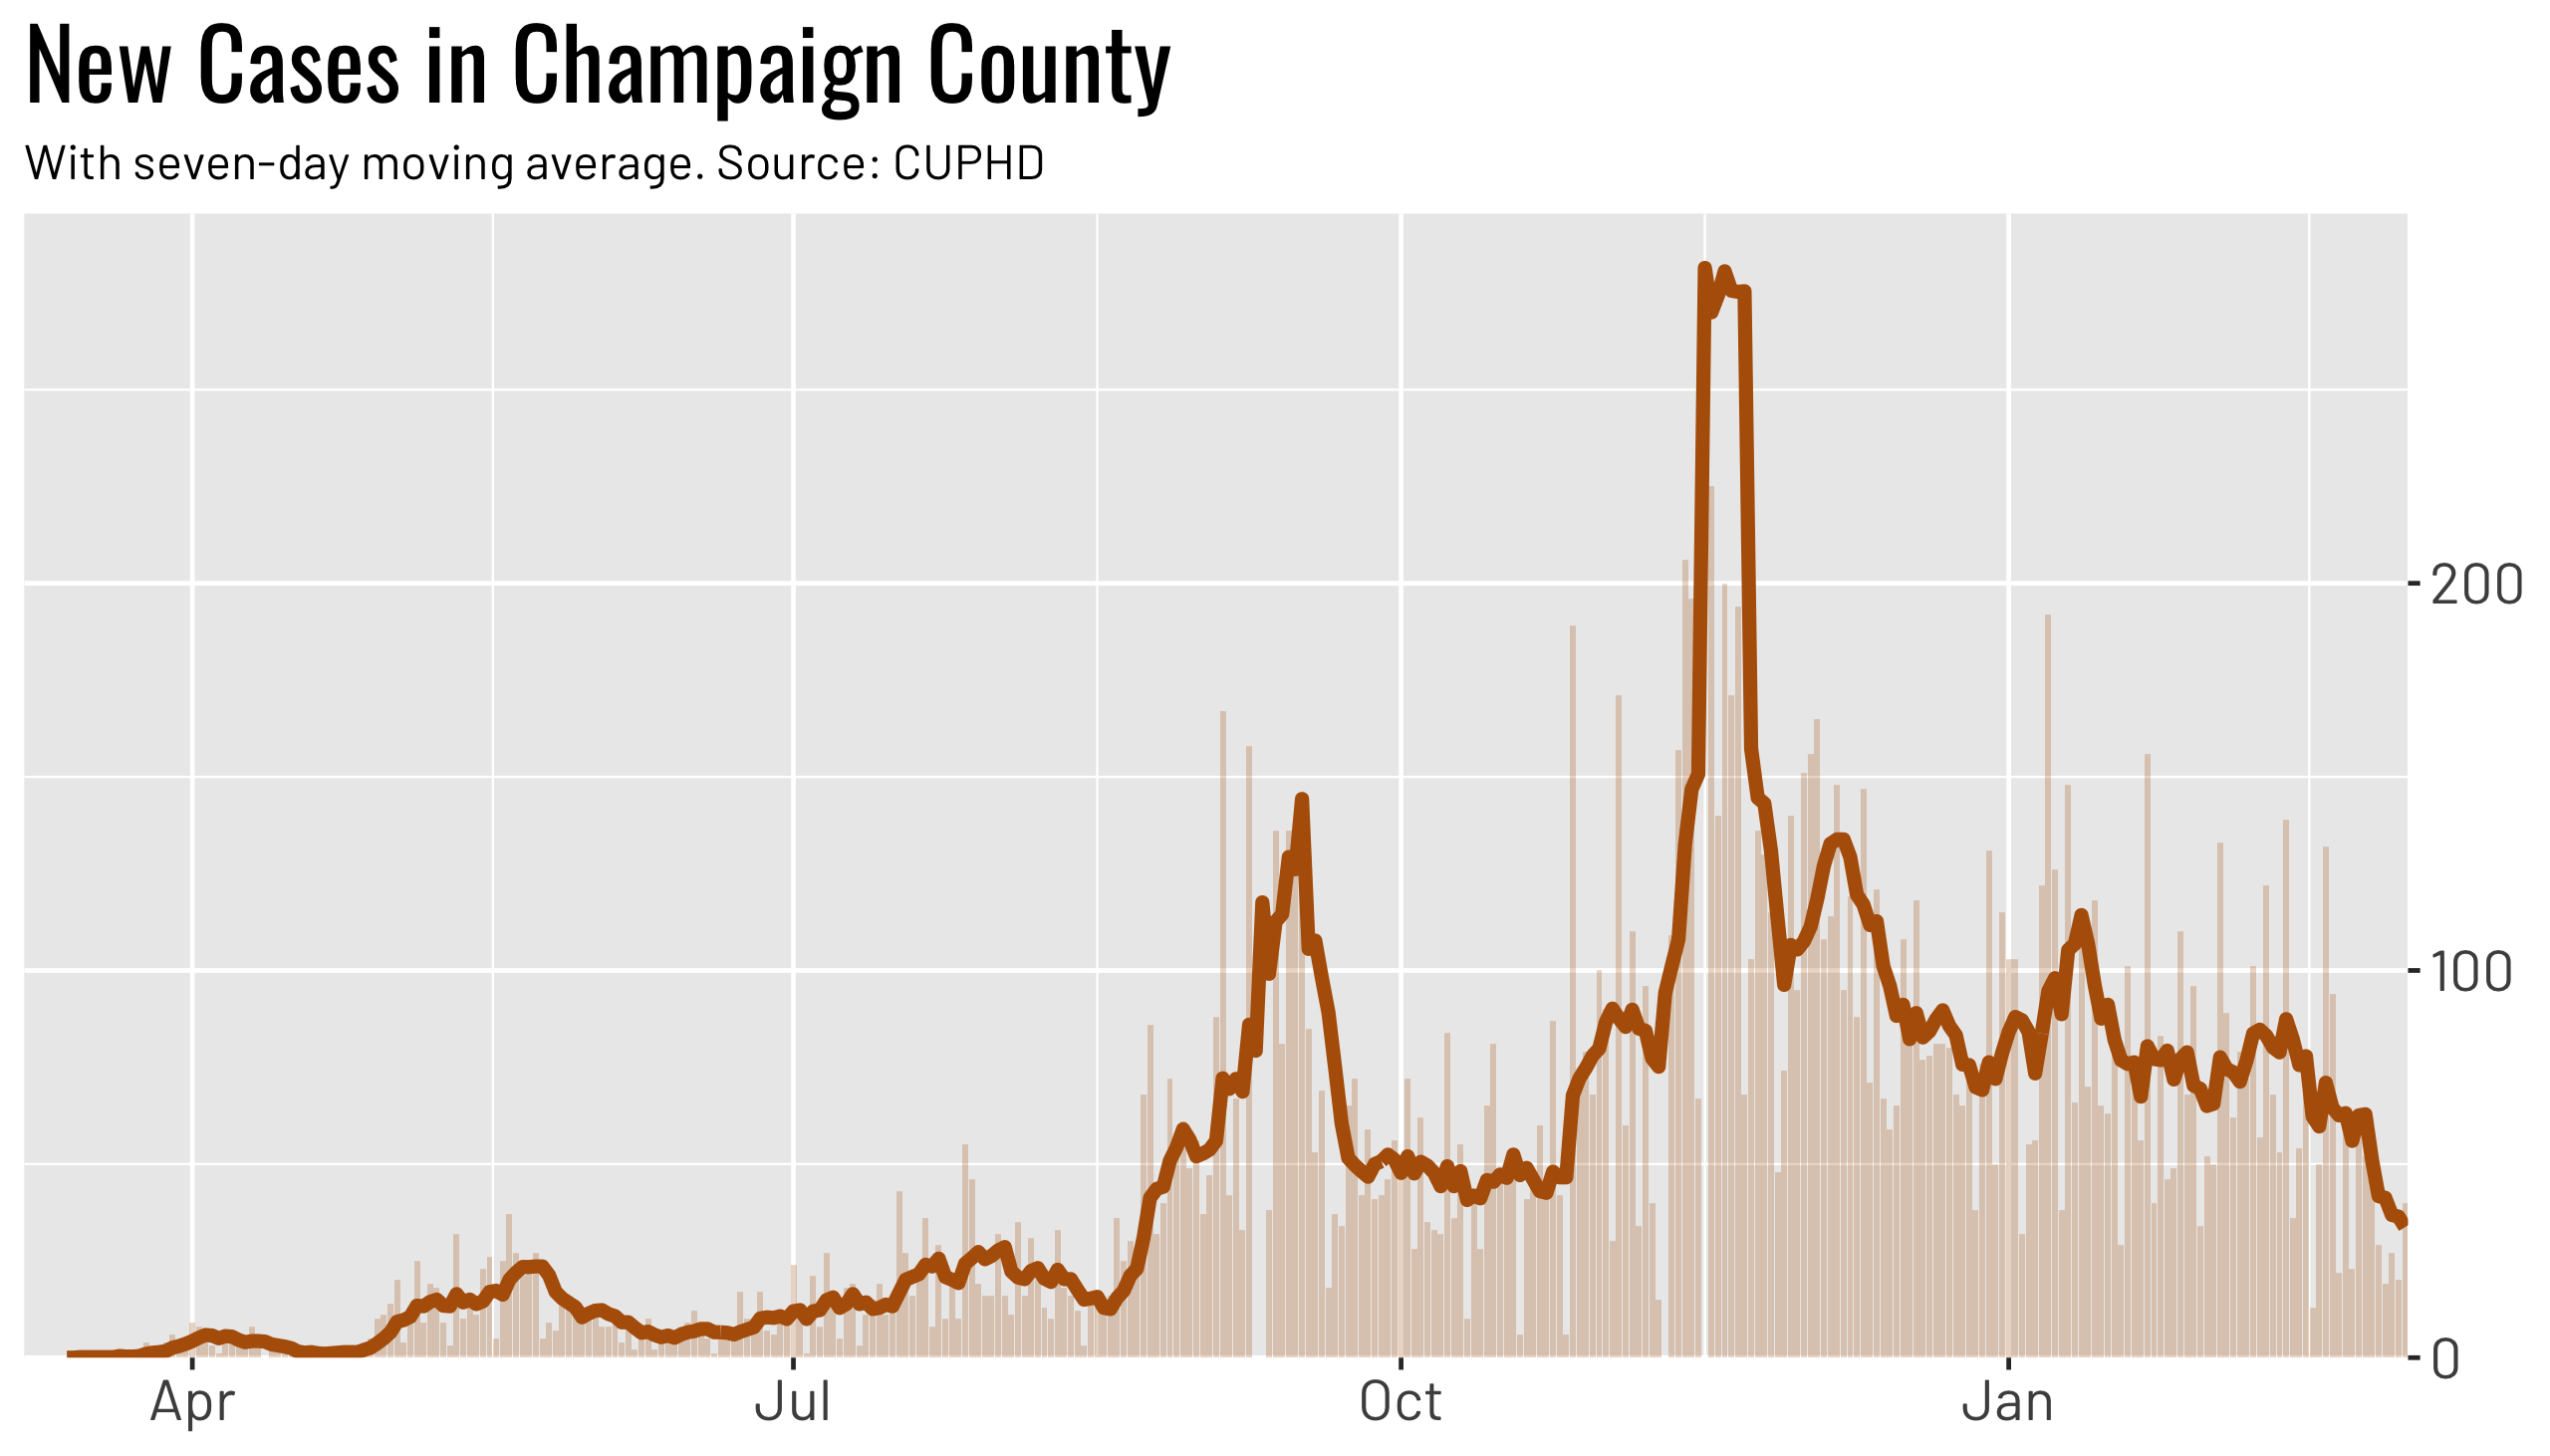 New Cases in Champaign County
With seven-day moving average. Source: CUPHD
200
100
0
Apr Jul Oct Jan